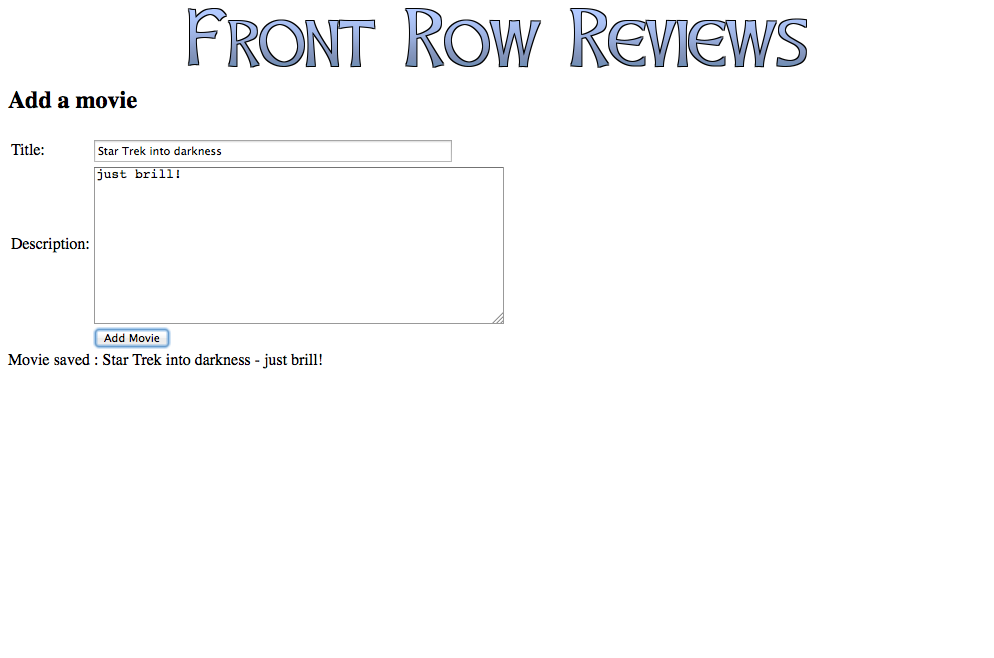 Front Row Reviews
Add a movie
Title: Star Trek into darkness
just brill!
Description:
Add Movie
Movie saved : Star Trek into darkness - just brill!